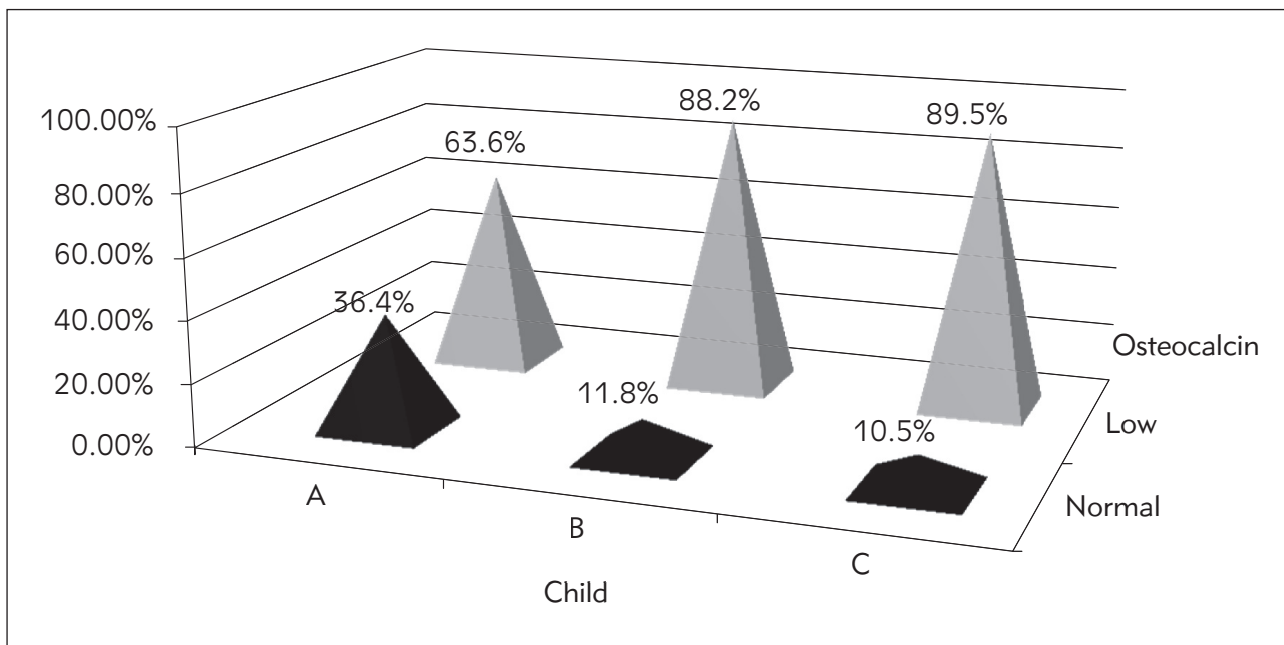 88.2%
89.5%
100.00%
63.6%
80.00%
60.00%
36.4%
40.00%
Osteocalcin
20.00%
11.8%
Low
10.5%
0.00%
Normal
A
B
C
Child